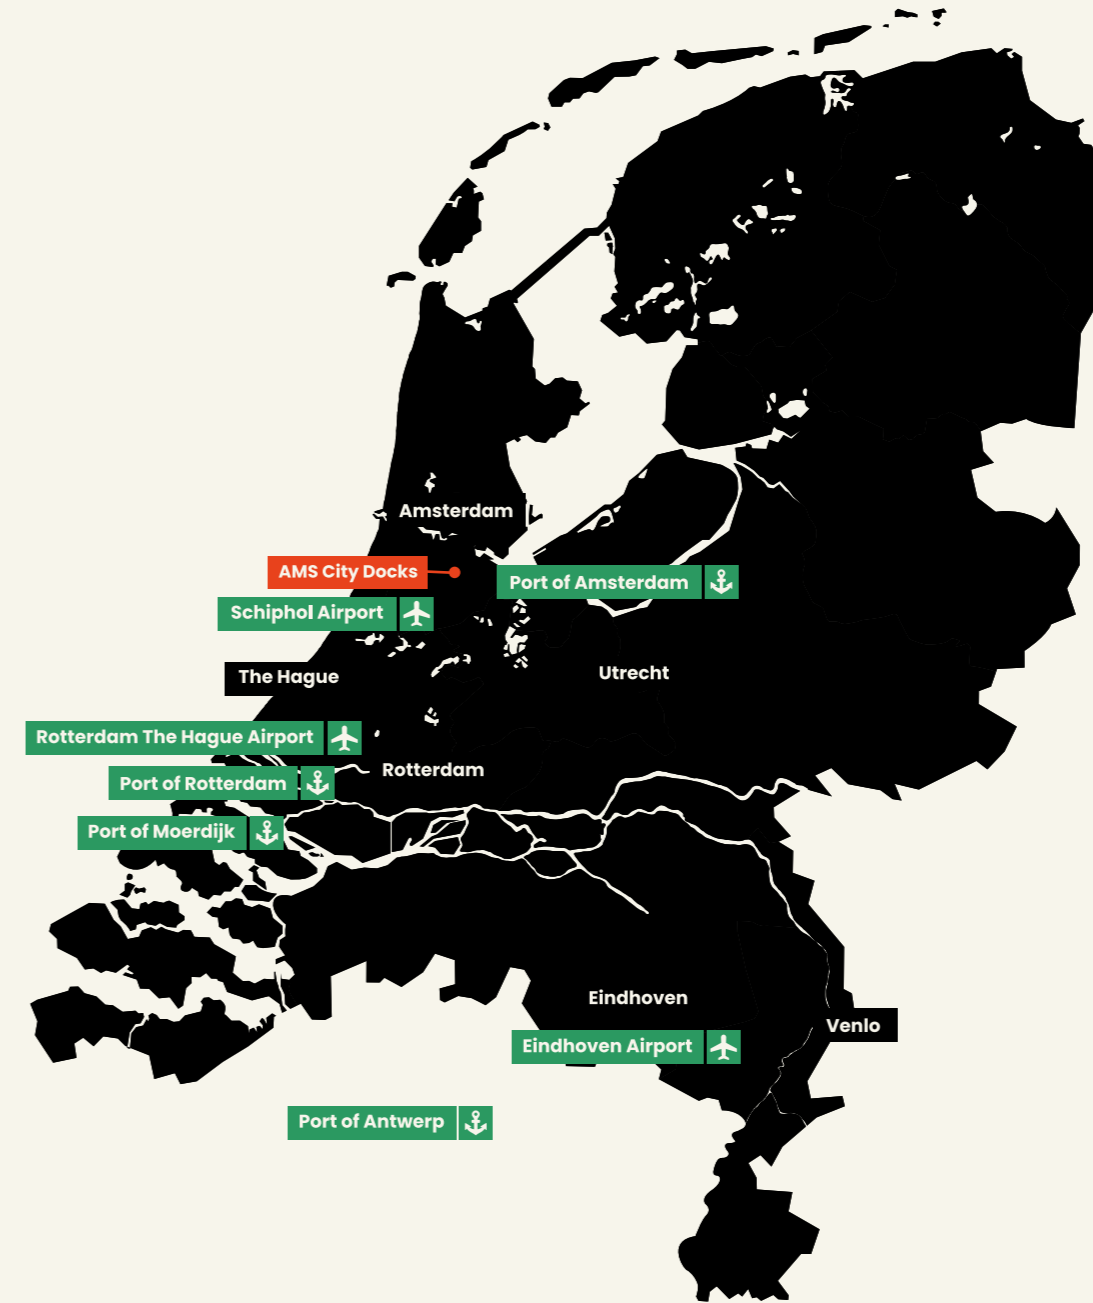 Amsterdam
AMS City Docks
Port of Amsterdam
Schiphol Airport
The Hague
Utrecht
Rotterdam The Hague Airport
Rotterdam
Port of Rotterdam
Port of Moerdijk
Eindhoven
Venlo
Eindhoven Airport
Port of Antwerp